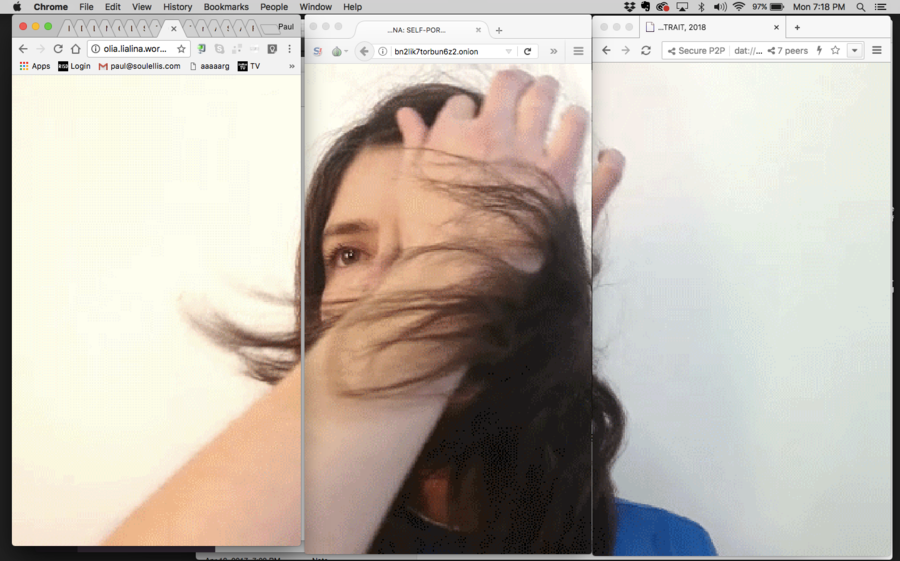 Chrome File Edit View History Bookmarks People Window Help 97% Mon 7:18 PM
Paul
olia.lialina.wor...
Apps Login paul@soulellis.com aaaaarg TV
...NA: SELF-POR...
bn2lik7torbun6z2.onion
...TRAIT, 2018
Secure P2P dat://... 7 peers